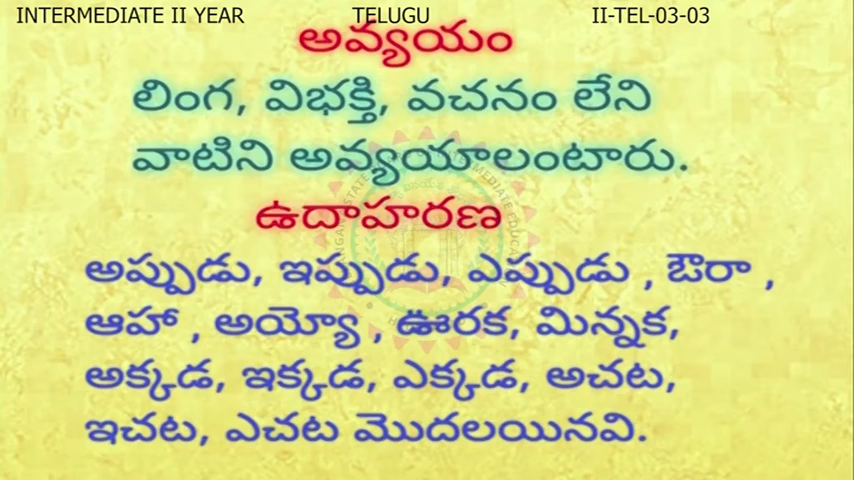 INTERMEDIATE II YEAR TELUGU II-TEL-03-03
అవ్యయం
లింగ, విభక్తి, వచనం లేని
వాటిని అవ్యయాలంటారు.
ఉదాహరణ
అప్పుడు, ఇప్పుడు, ఎప్పుడు , ఔరా ,
ఆహా , అయ్యో , ఊరక, మిన్నక,
అక్కడ, ఇక్కడ, ఎక్కడ, అచట,
ఇచట, ఎచట మొదలయినవి.